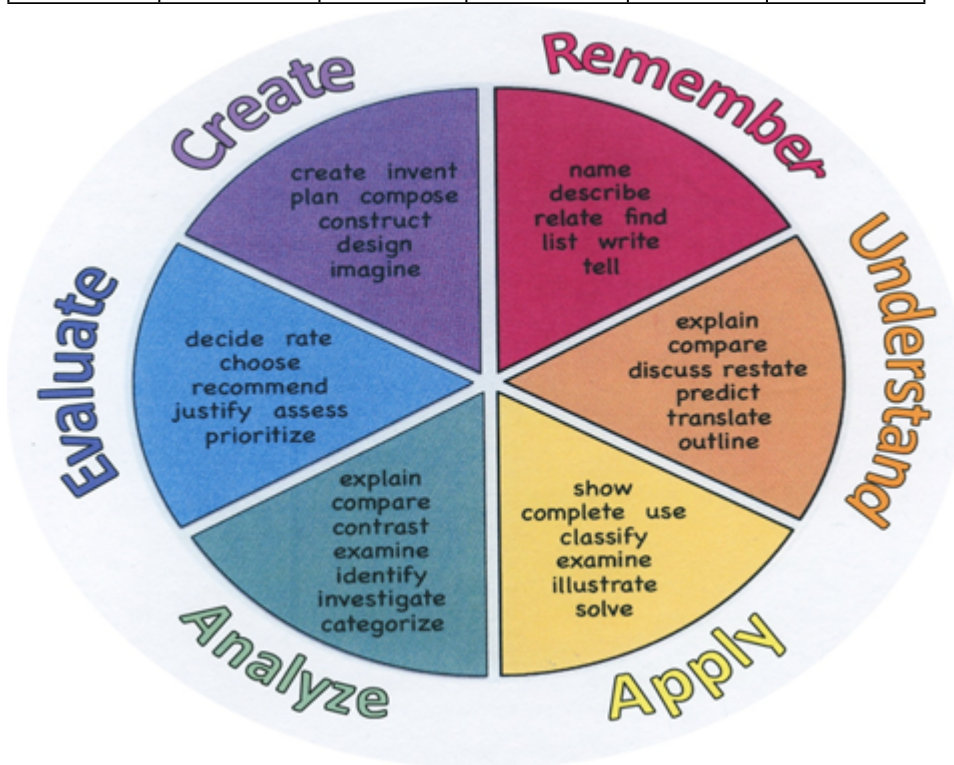 Remember
name
describe
relate find
list write
tell
Understand
explain
compare
discuss restate
predict
translate
outline
Apply
show
complete use
classify
examine
illustrate
solve
Analyze
explain
compare
contrast
examine
identify
investigate
categorize
Evaluate
decide rate
choose
recommend
justify assess
prioritize
Create
create invent
plan compose
construct
design
imagine